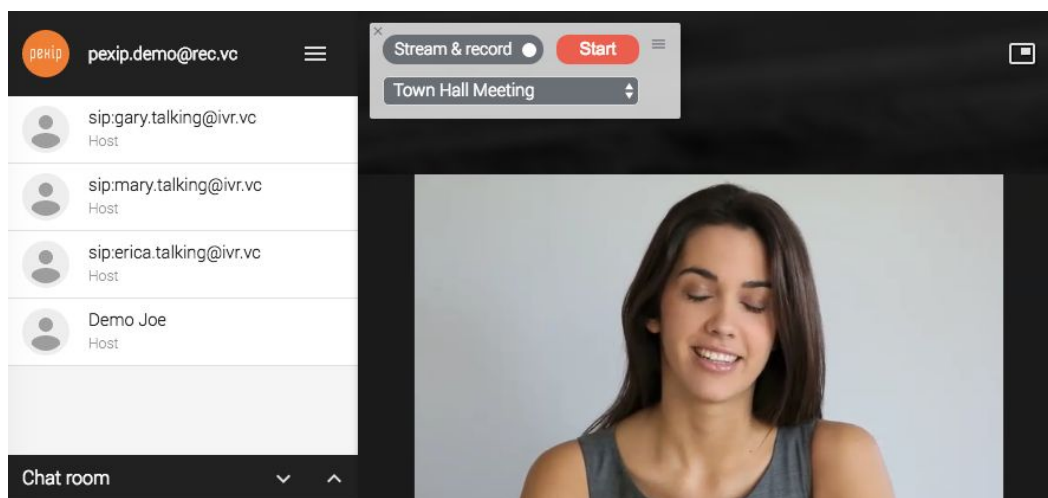 pexip
pexip.demo@rec.vc
sip:gary.talking@ivr.vc
Host
sip:mary.talking@ivr.vc
Host
sip:erica.talking@ivr.vc
Host
Demo Joe
Host
Chat room
Stream & record
Start
Town Hall Meeting